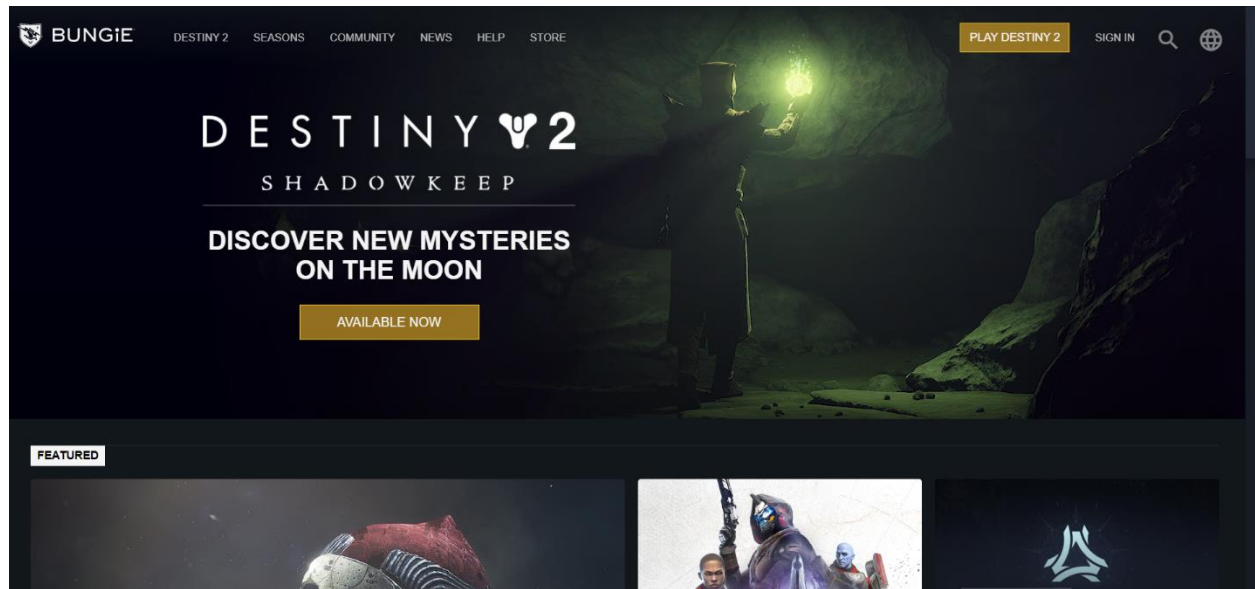 BUNGiE
DESTINY 2 SEASONS COMMUNITY NEWS HELP STORE
PLAY DESTINY 2 SIGN IN
DESTINY 2
SHADOWKEEP
DISCOVER NEW MYSTERIES
ON THE MOON
AVAILABLE NOW
FEATURED